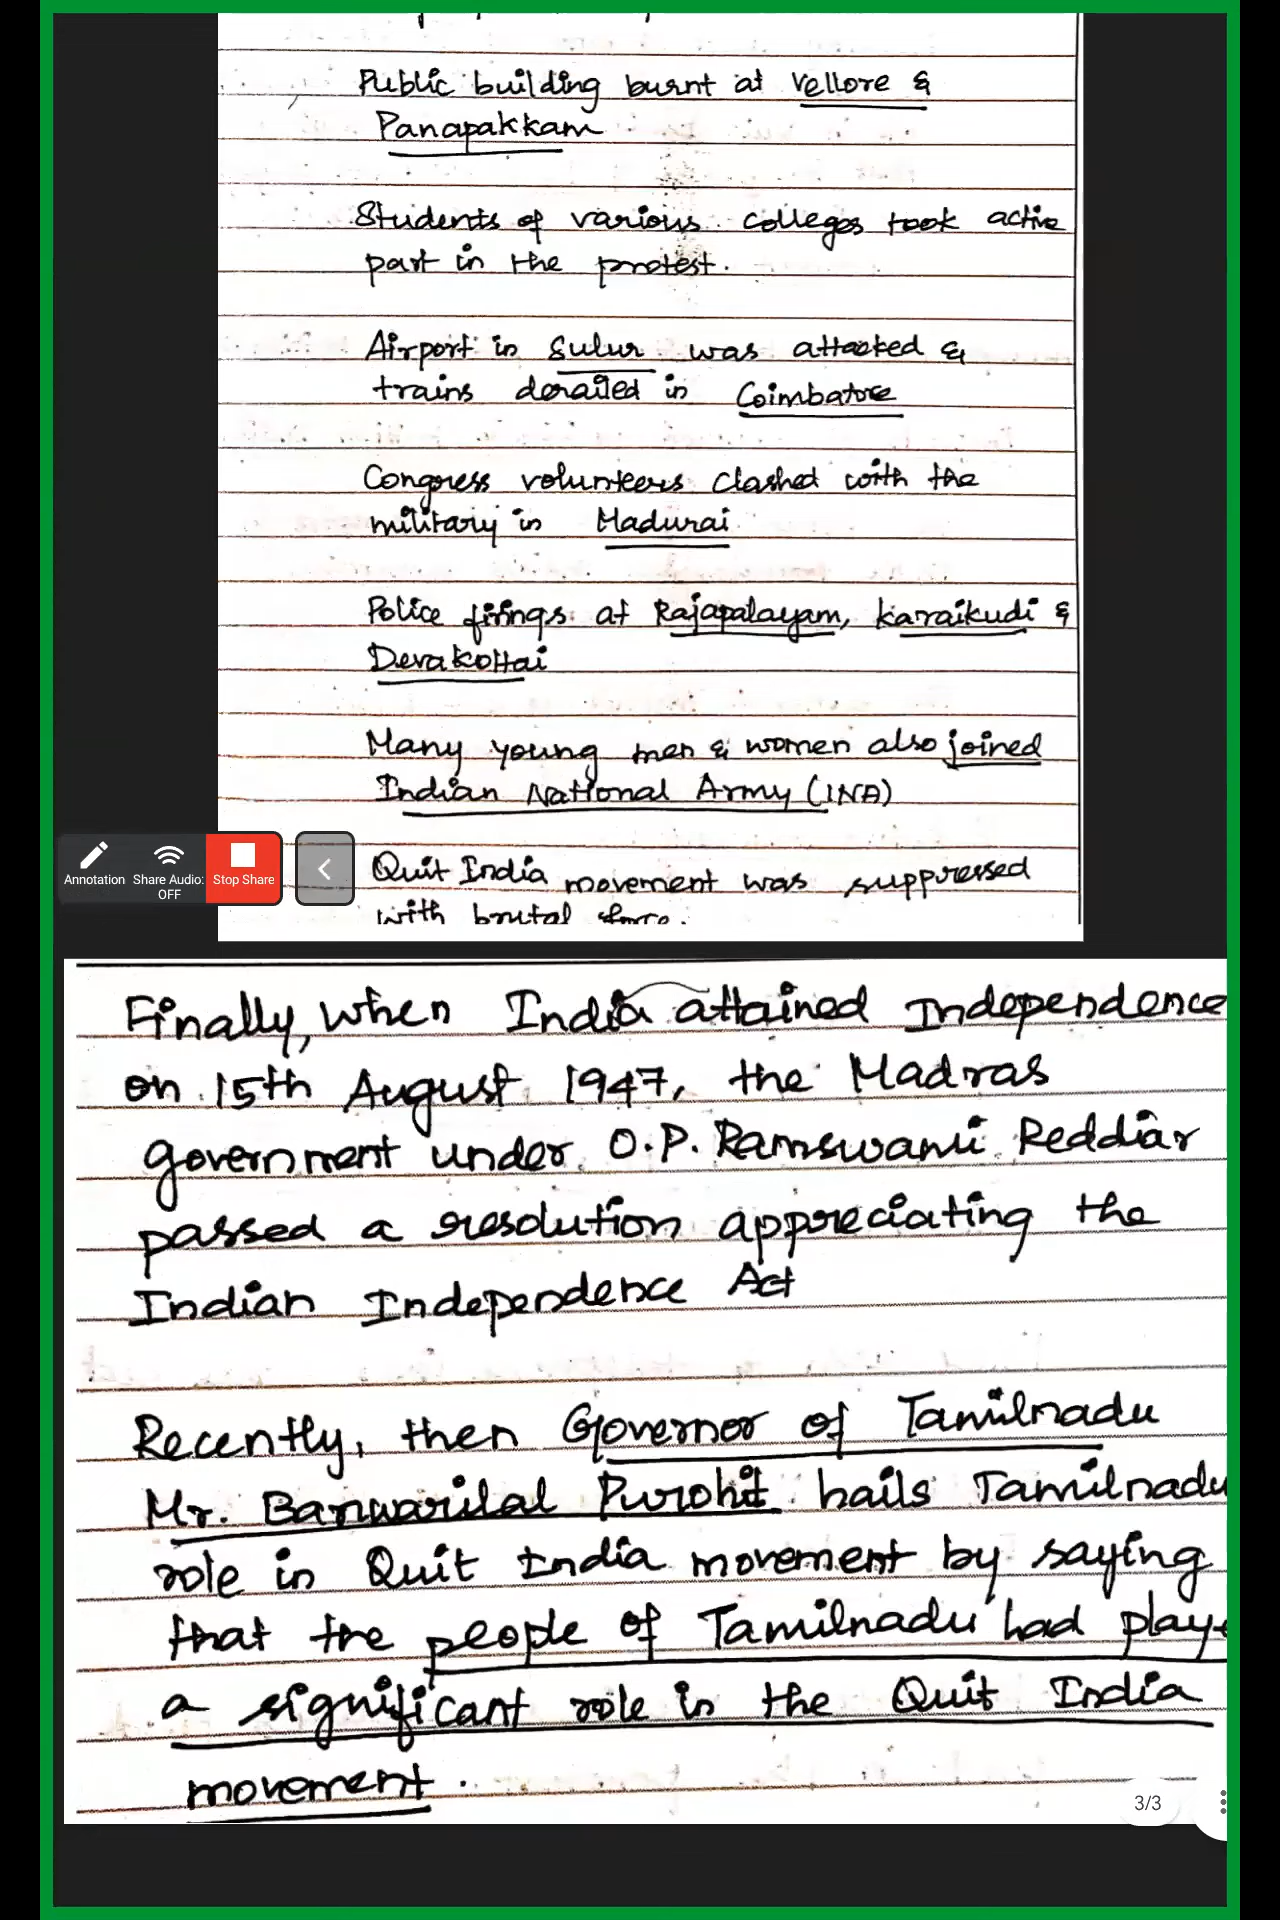 Public building burnt at Vellore &
Panapakkam
Students of various colleges took active
part in the protest.
Airport in Sulur was attacked &
trains derailed in Coimbatore
Congress volunteers clashed with the
military in Madurai
Police firings at Rajapalayam, Karaikudi &
Devakottai
Many young men & women also joined
Indian National Army (INA)
Quit India movement was suppressed
with brutal force.
Annotation
Share Audio:
OFF
Stop Share
Finally, when India attained Independence
on 15th August 1947, the Madras
government under O.P. Ramswami Reddiar
passed a resolution appreciating the
Indian Independence Act
Recently, then Governor of Tamilnadu
Mr. Banwarilal Purohit hails Tamilnadu
role in Quit India movement by saying
that the people of Tamilnadu had play
a significant role in the Quit India
movement.
3/3